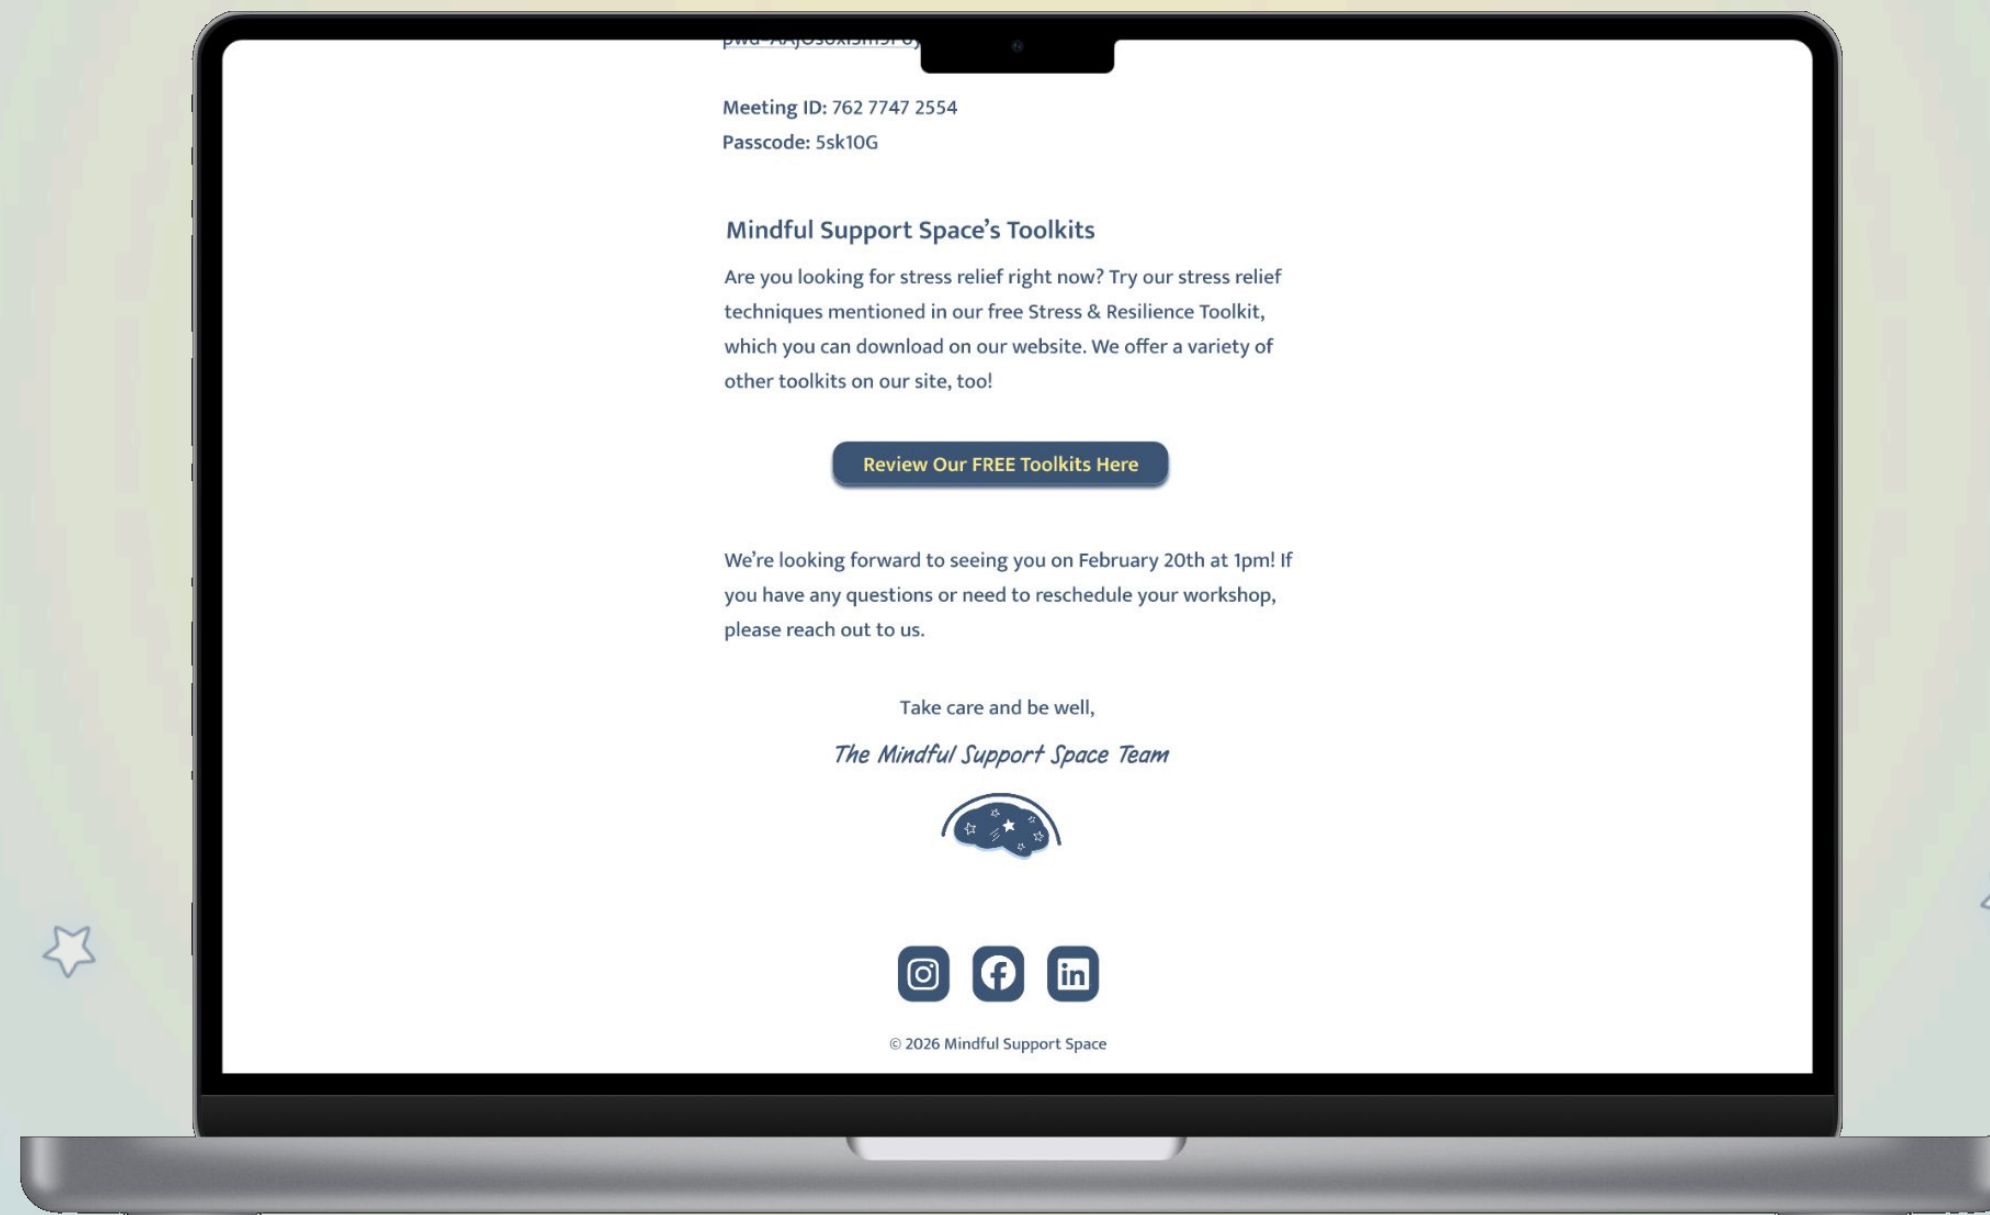 Meeting ID: 762 7747 2554
Passcode: 5sk10G
Mindful Support Space’s Toolkits
Are you looking for stress relief right now? Try our stress relief
techniques mentioned in our free Stress & Resilience Toolkit,
which you can download on our website. We offer a variety of
other toolkits on our site, too!
Review Our FREE Toolkits Here
We’re looking forward to seeing you on February 20th at 1pm! If
you have any questions or need to reschedule your workshop,
please reach out to us.
Take care and be well,
The Mindful Support Space Team
in
© 2026 Mindful Support Space